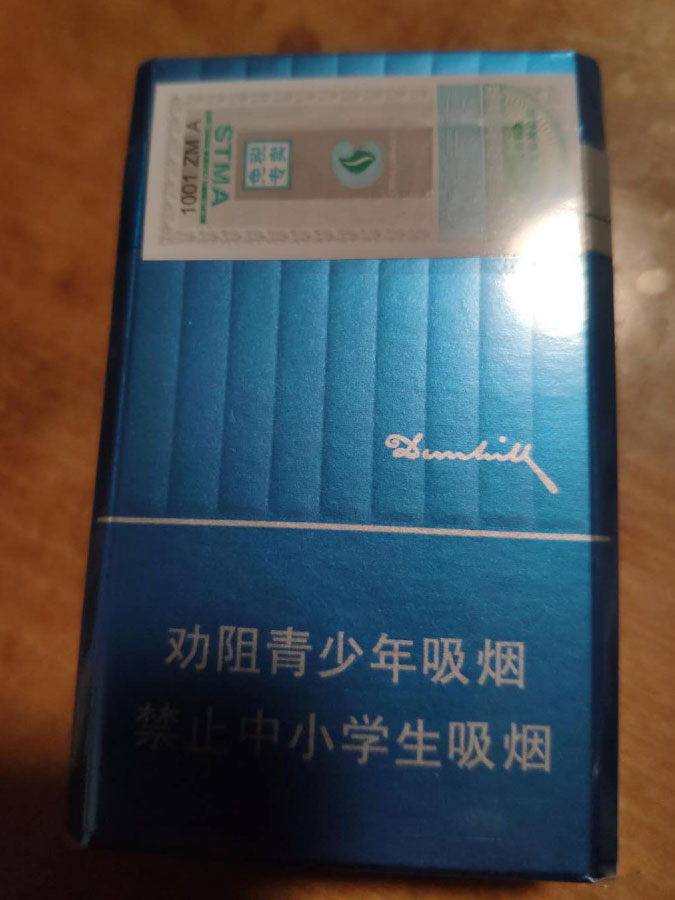 1001 ZM A
STMA
免税
专卖
Dunhill
劝阻青少年吸烟
禁止中小学生吸烟